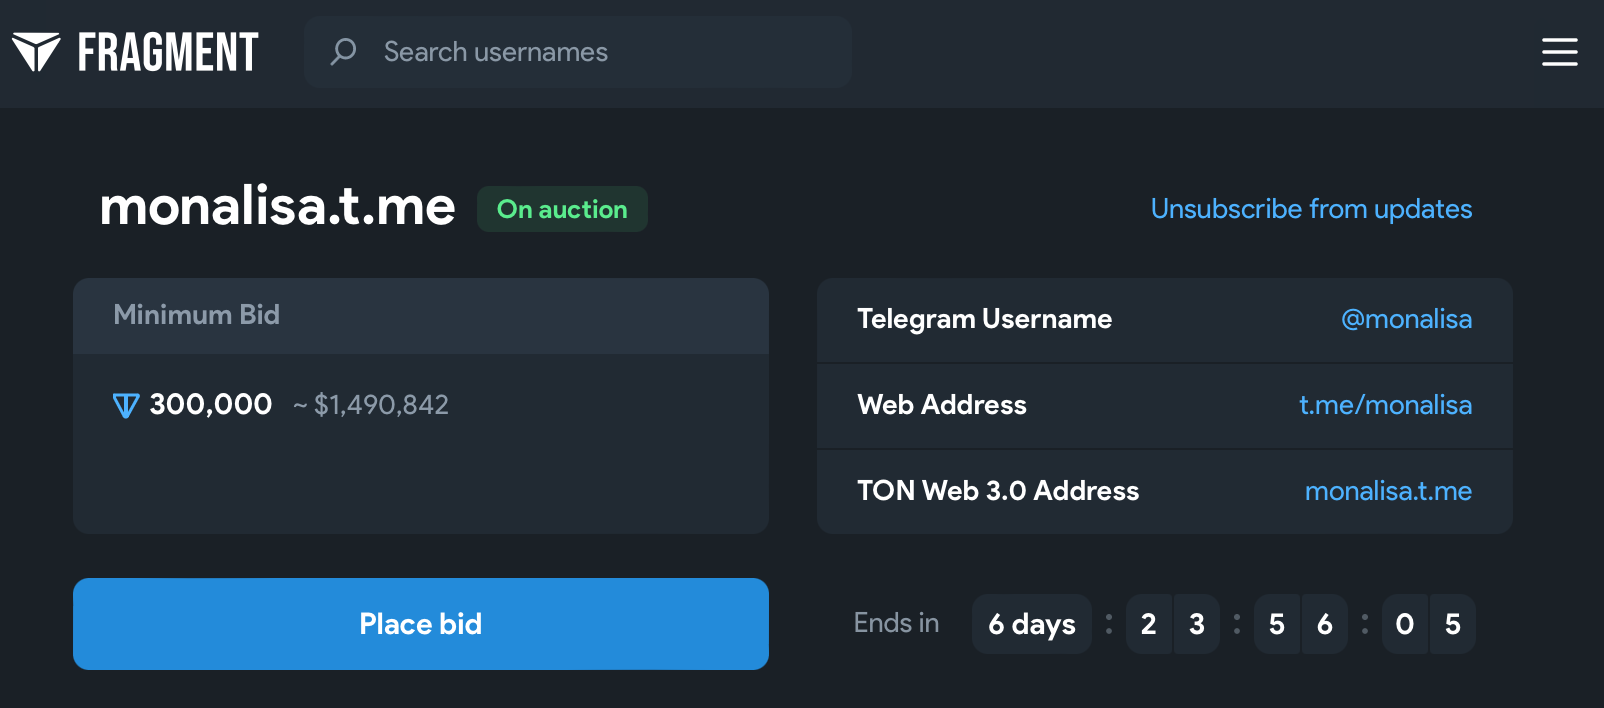 FRAGMENT
Search usernames
monalisa.t.me
On auction
Unsubscribe from updates
Minimum Bid
300,000 ~ $1,490,842
Telegram Username @monalisa
Web Address t.me/monalisa
TON Web 3.0 Address monalisa.t.me
Place bid
Ends in 6 days : 2 3 : 5 6 : 0 5